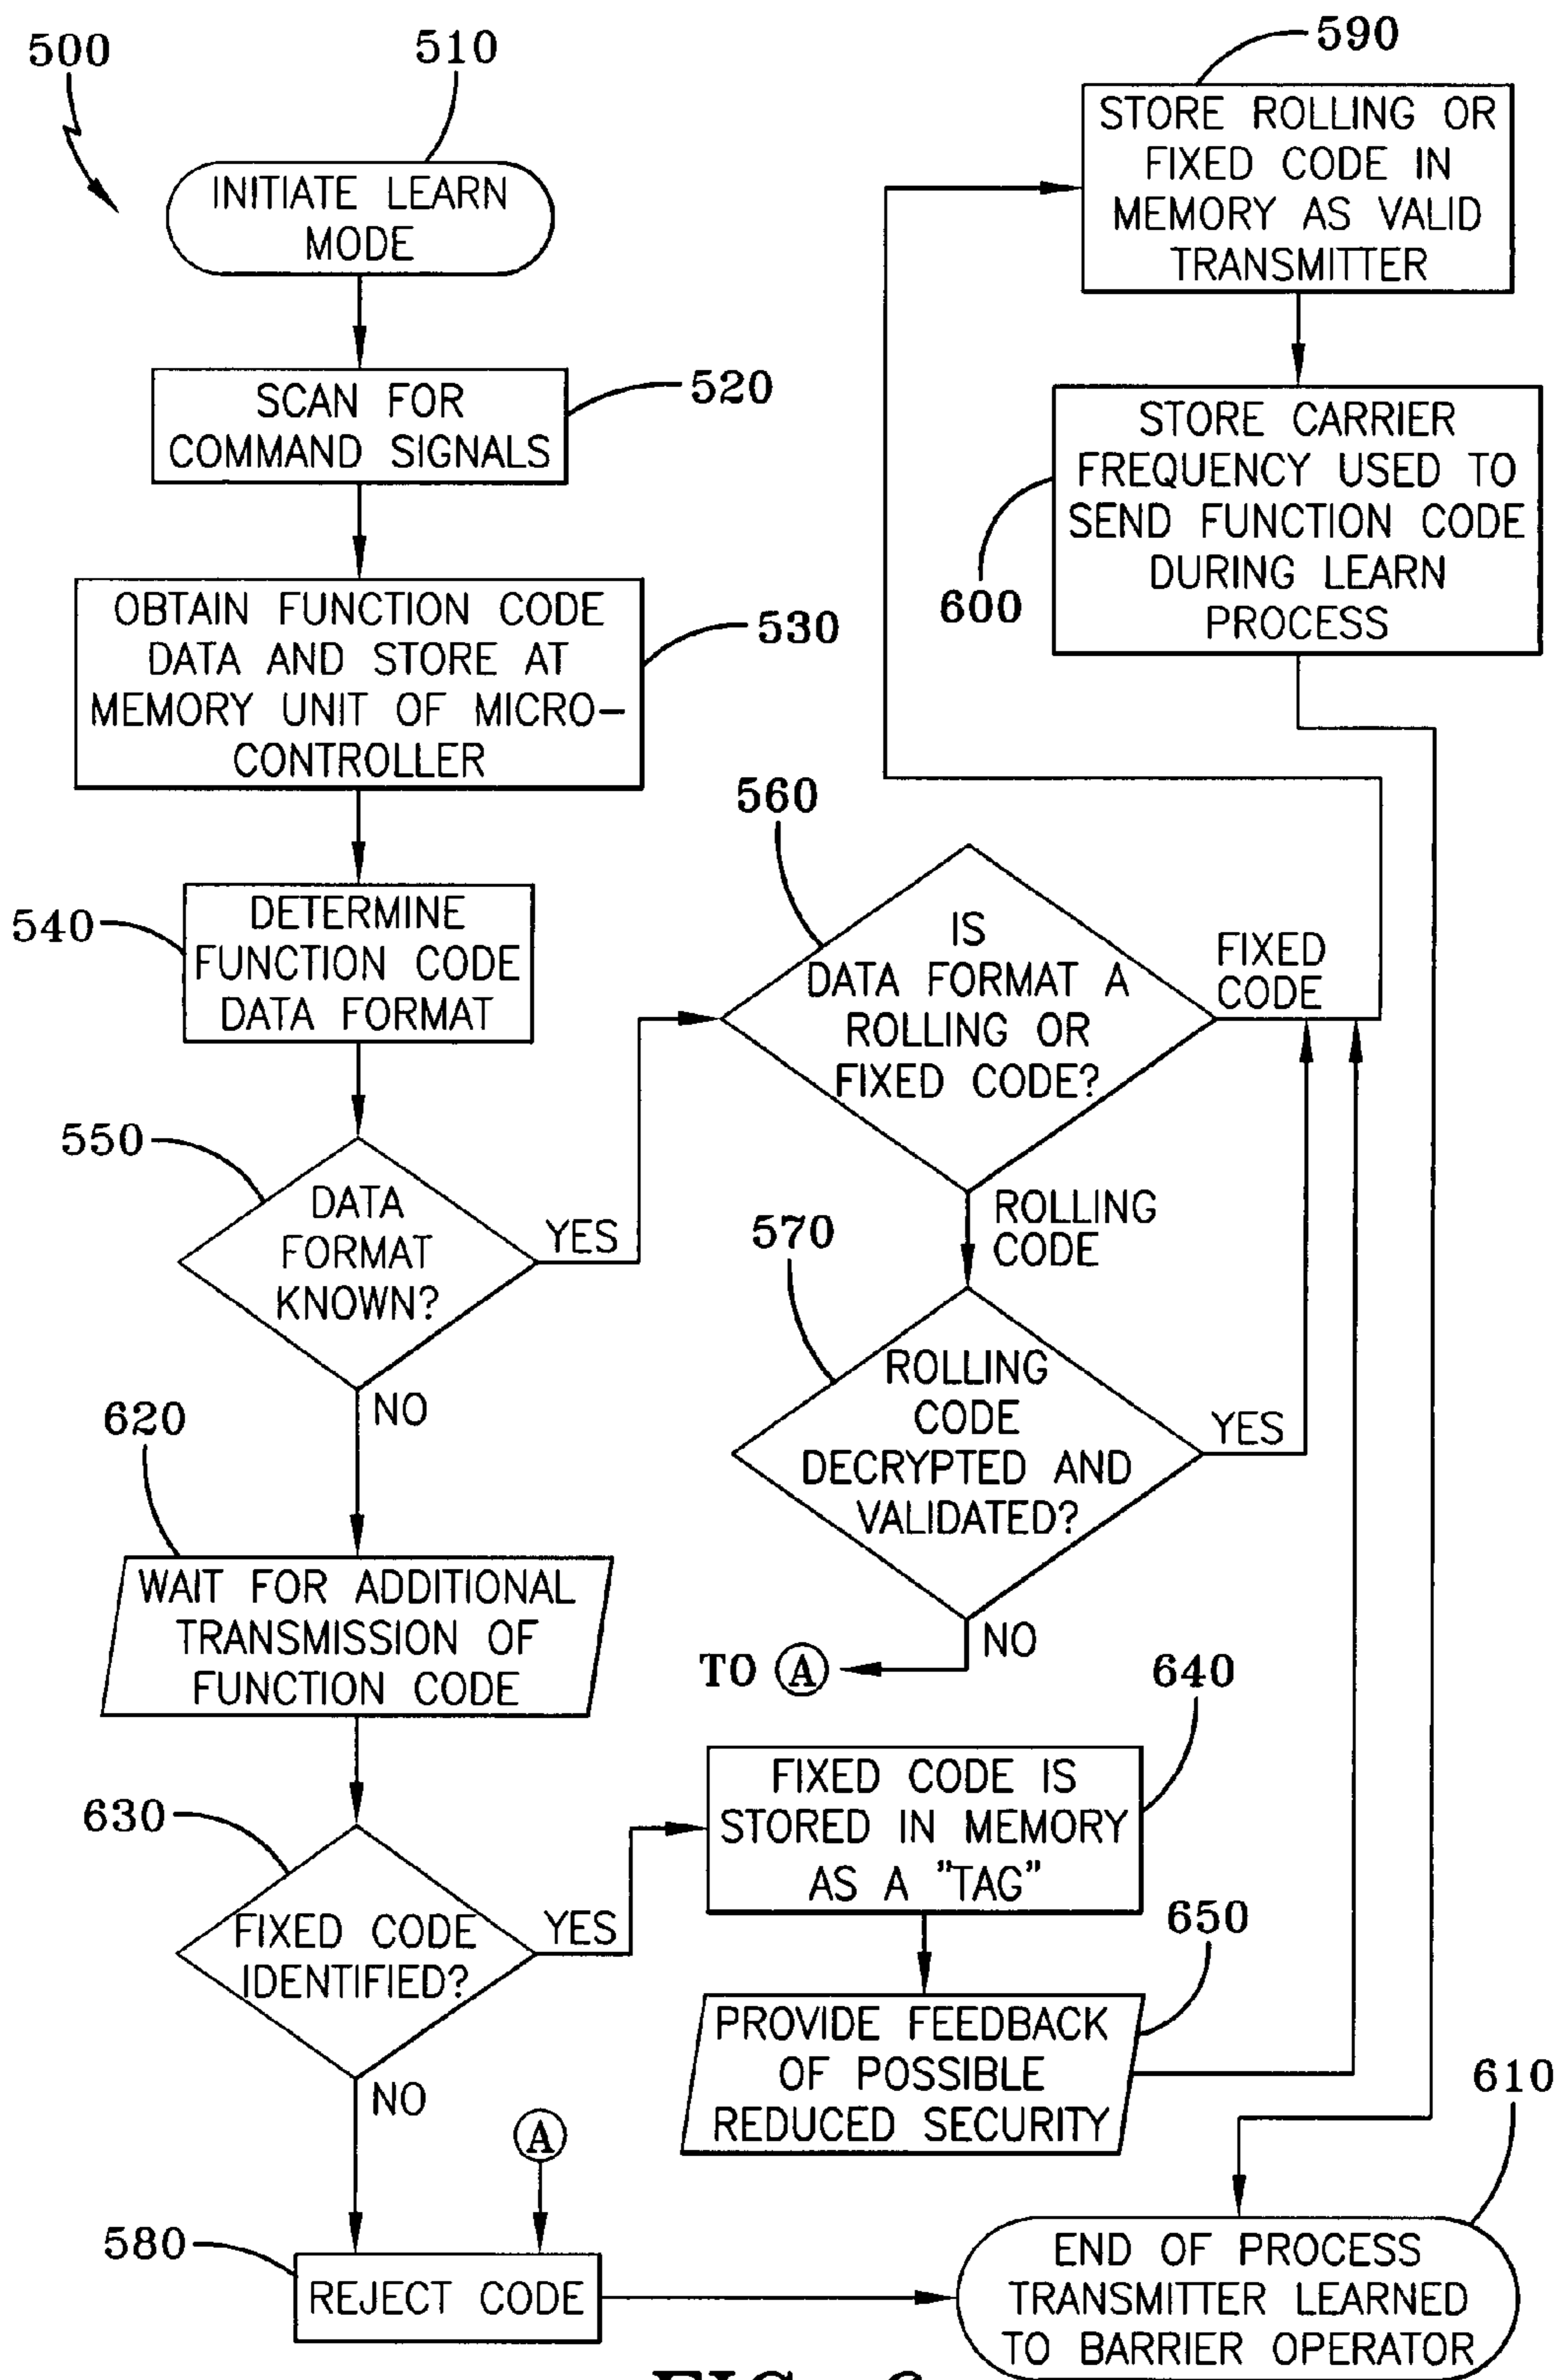 500
510
INITIATE LEARN
MODE
SCAN FOR
COMMAND SIGNALS
520
OBTAIN FUNCTION CODE
DATA AND STORE AT
MEMORY UNIT OF MICRO-
CONTROLLER
530
540
DETERMINE
FUNCTION CODE
DATA FORMAT
550
DATA
FORMAT
KNOWN?
YES
NO
620
WAIT FOR ADDITIONAL
TRANSMISSION OF
FUNCTION CODE
630
FIXED CODE
IDENTIFIED?
YES
NO
A
580
REJECT CODE
590
STORE ROLLING OR
FIXED CODE IN
MEMORY AS VALID
TRANSMITTER
STORE CARRIER
FREQUENCY USED TO
SEND FUNCTION CODE
DURING LEARN
PROCESS
600
560
IS
DATA FORMAT A
ROLLING OR
FIXED CODE?
FIXED
CODE
ROLLING
CODE
570
ROLLING
CODE
DECRYPTED AND
VALIDATED?
YES
NO
TO A
640
FIXED CODE IS
STORED IN MEMORY
AS A "TAG"
650
PROVIDE FEEDBACK
OF POSSIBLE
REDUCED SECURITY
610
END OF PROCESS
TRANSMITTER LEARNED
TO BARRIER OPERATOR